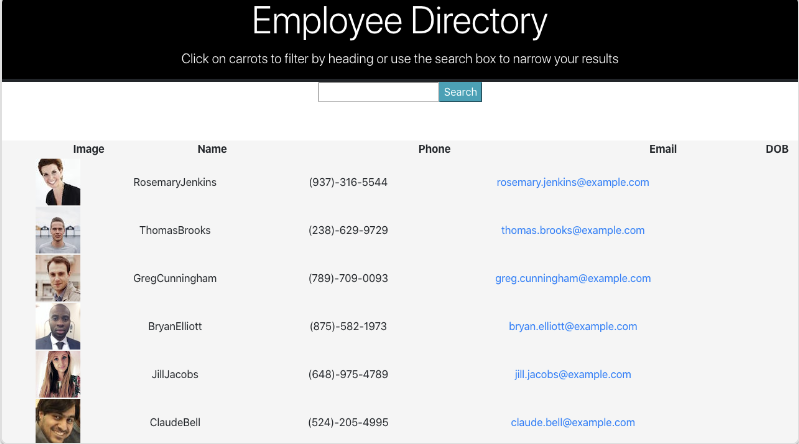 Employee Directory
Click on carrots to filter by heading or use the search box to narrow your results
Search
Image Name Phone Email DOB
RosemaryJenkins (937)-316-5544 rosemary.jenkins@example.com
ThomasBrooks (238)-629-9729 thomas.brooks@example.com
GregCunningham (789)-709-0093 greg.cunningham@example.com
BryanElliott (875)-582-1973 bryan.elliott@example.com
JillJacobs (648)-975-4789 jill.jacobs@example.com
ClaudeBell (524)-205-4995 claude.bell@example.com